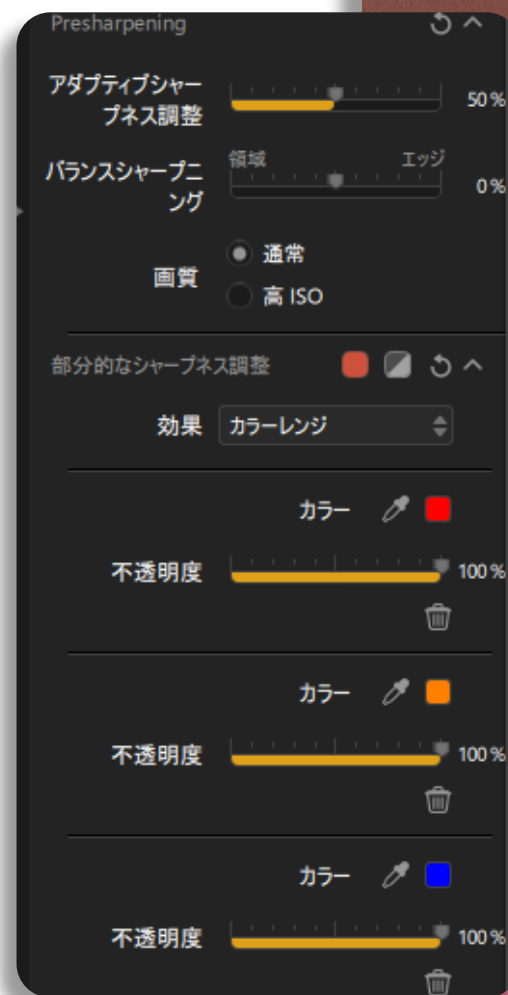 Presharpening
アダプティブシャー
プネス調整
50%
領域 エッジ
バランスシャープニ
ング
0%
画質
通常
高 ISO
部分的なシャープネス調整
効果 カラーレンジ
カラー
不透明度 100%
カラー
不透明度 100%
カラー
不透明度 100%